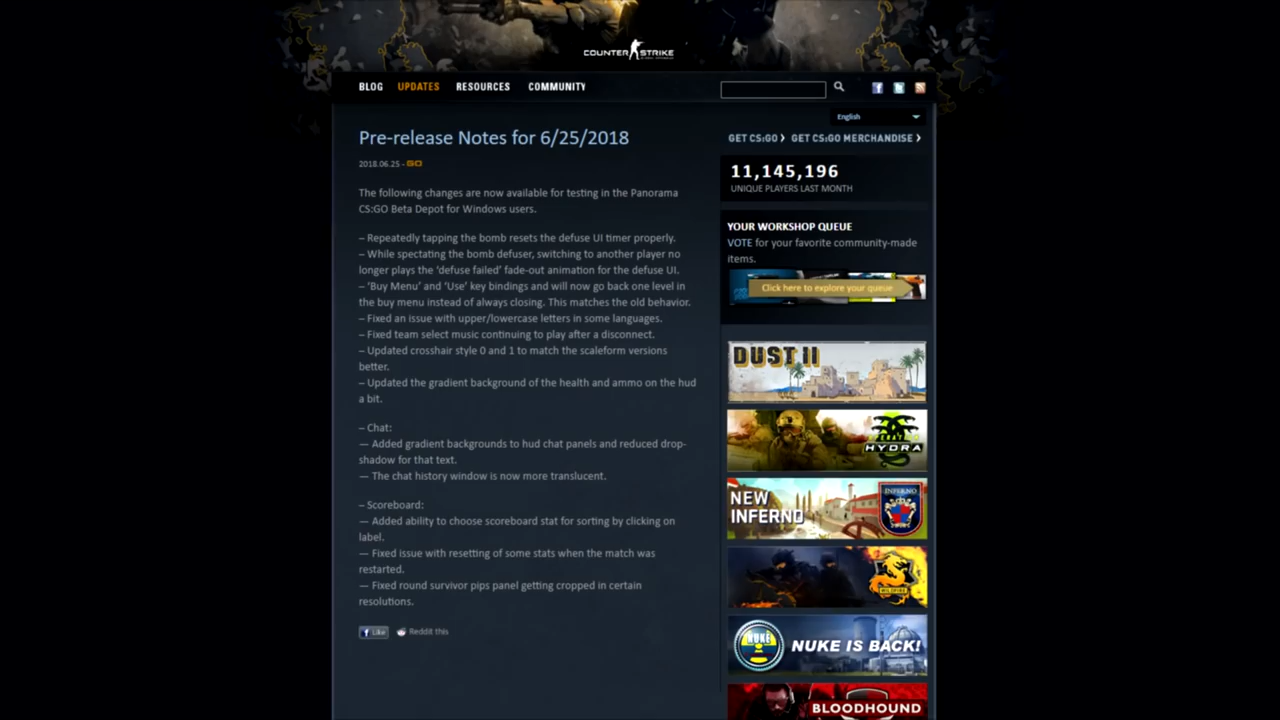 COUNTER STRIKE
BLOG UPDATES RESOURCES COMMUNITY
English
Pre-release Notes for 6/25/2018
GET CS:GO GET CS:GO MERCHANDISE
2018.06.25 - GO
11,145,196
UNIQUE PLAYERS LAST MONTH
The following changes are now available for testing in the Panorama
CS:GO Beta Depot for Windows users.
YOUR WORKSHOP QUEUE
VOTE for your favorite community-made
items.
Click here to explore your queue
– Repeatedly tapping the bomb resets the defuse UI timer properly.
– While spectating the bomb defuser, switching to another player no
longer plays the ‘defuse failed’ fade-out animation for the defuse UI.
– ‘Buy Menu’ and ‘Use’ key bindings and will now go back one level in
the buy menu instead of always closing. This matches the old behavior.
– Fixed an issue with upper/lowercase letters in some languages.
– Fixed team select music continuing to play after a disconnect.
– Updated crosshair style 0 and 1 to match the scaleform versions
better.
– Updated the gradient background of the health and ammo on the hud
a bit.
– Chat:
— Added gradient backgrounds to hud chat panels and reduced drop-
shadow for that text.
— The chat history window is now more translucent.
– Scoreboard:
— Added ability to choose scoreboard stat for sorting by clicking on
label.
— Fixed issue with resetting of some stats when the match was
restarted.
— Fixed round survivor pips panel getting cropped in certain
resolutions.
Like Reddit this
DUST II
OPERATION
HYDRA
NEW
INFERNO
INFERNO
WILDFIRE
NUKE
NUKE IS BACK!
BLOODHOUND